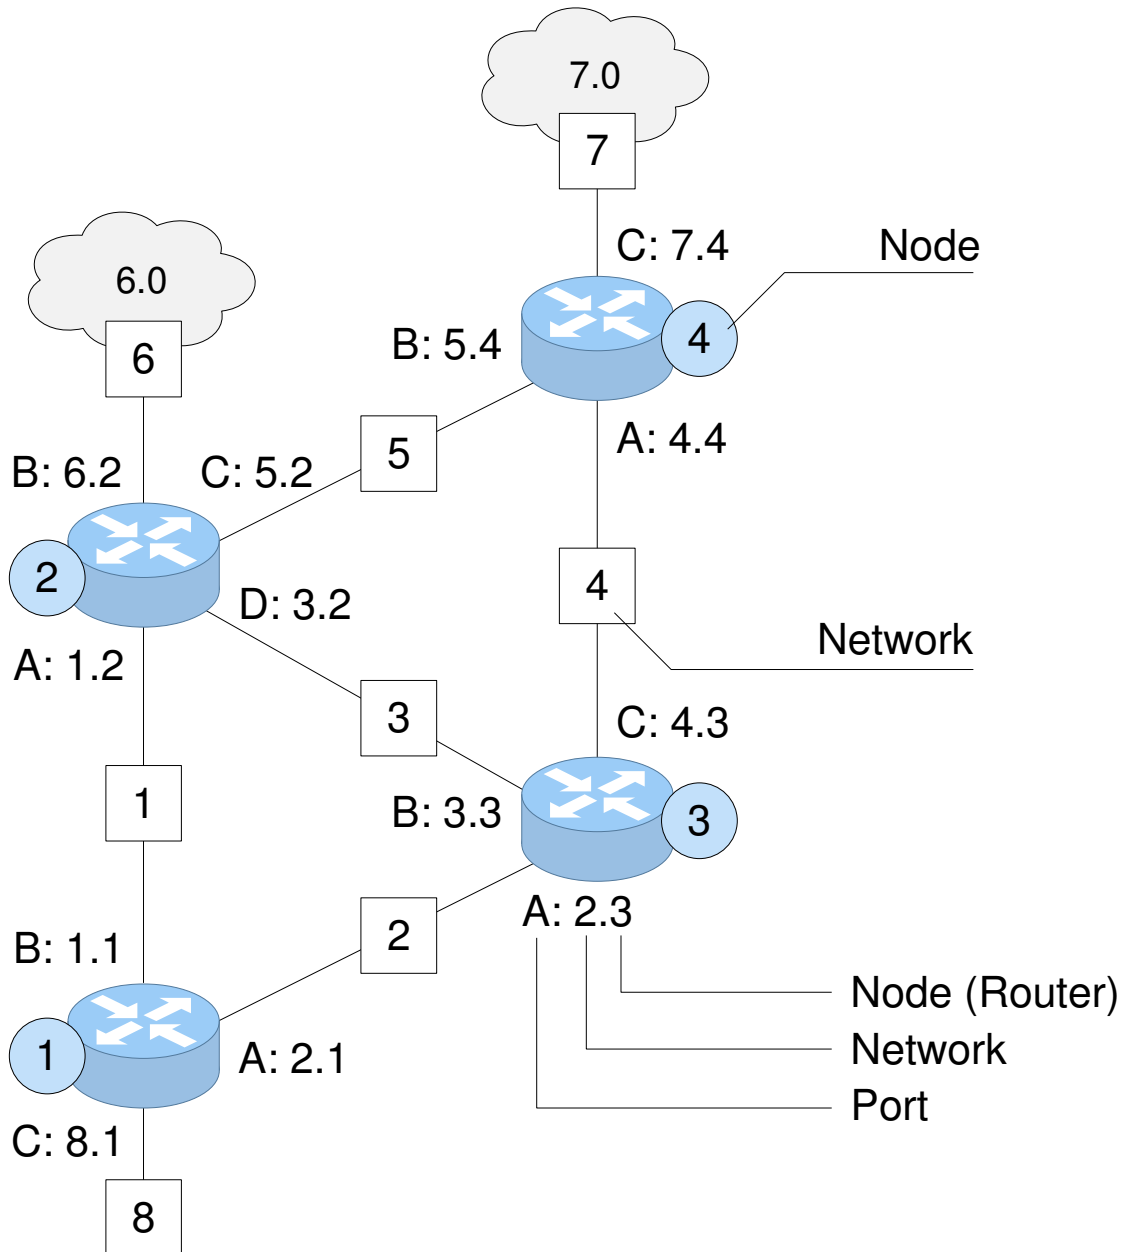 7.0
7
C: 7.4
Node
6.0
4
6
B: 5.4
5
A: 4.4
B: 6.2
C: 5.2
2
4
D: 3.2
Network
A: 1.2
3
C: 4.3
1
B: 3.3
3
A: 2.3
2
B: 1.1
Node (Router)
1
A: 2.1
Network
Port
C: 8.1
8